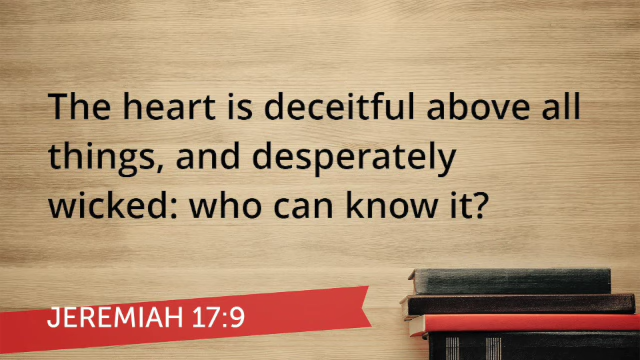 The heart is deceitful above all
things, and desperately
wicked: who can know it?
JEREMIAH 17:9